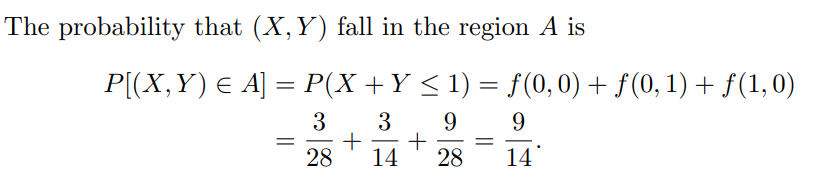 The probability that (X, Y) fall in the region A is
P[(X, Y) ∈ A] = P(X + Y ≤ 1) = f(0, 0) + f(0, 1) + f(1, 0)
= 3/28 + 3/14 + 9/28 = 9/14.